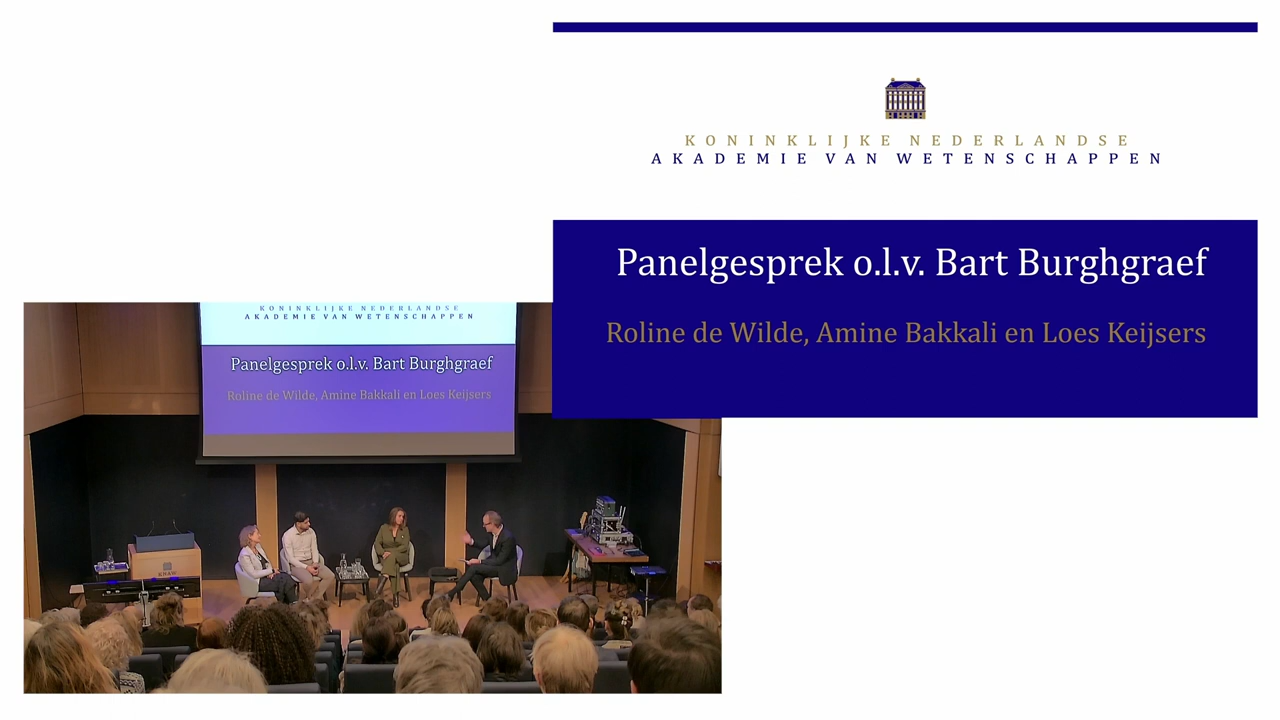 KONINKLIJKE NEDERLANDSE
AKADEMIE VAN WETENSCHAPPEN
Panelgesprek o.l.v. Bart Burghgraef
Roline de Wilde, Amine Bakkali en Loes Keijsers
KONINKLIJKE NEDERLANDSE
AKADEMIE VAN WETENSCHAPPEN
Panelgesprek o.l.v. Bart Burghgraef
Roline de Wilde, Amine Bakkali en Loes Keijsers
KNAW